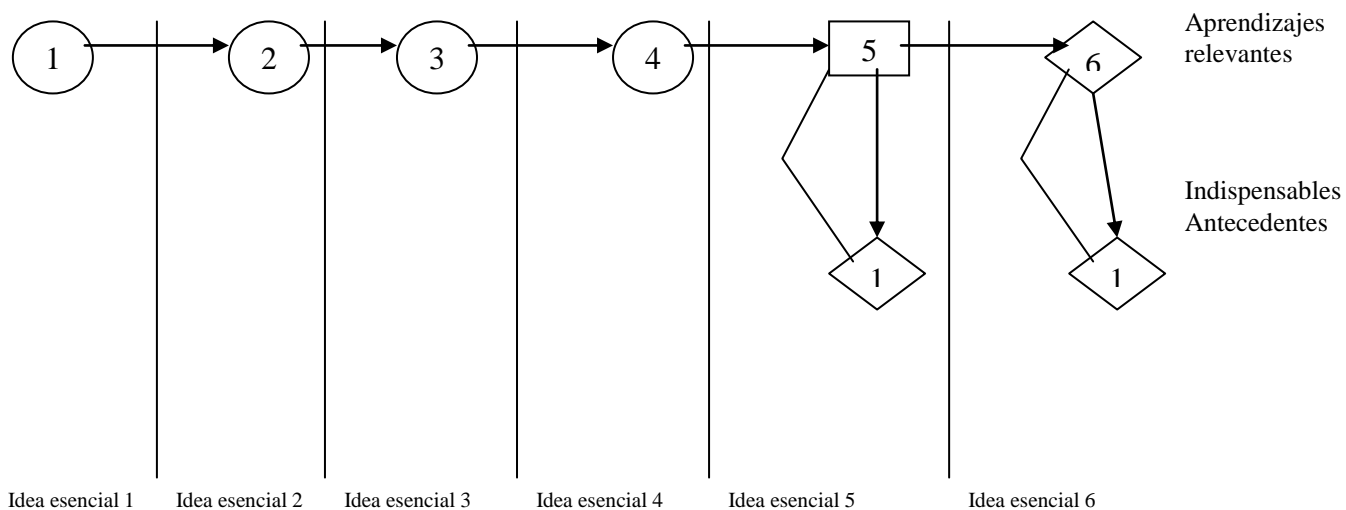 1
2
3
4
5
6
Aprendizajes
relevantes
Indispensables
Antecedentes
1
1
Idea esencial 1
Idea esencial 2
Idea esencial 3
Idea esencial 4
Idea esencial 5
Idea esencial 6